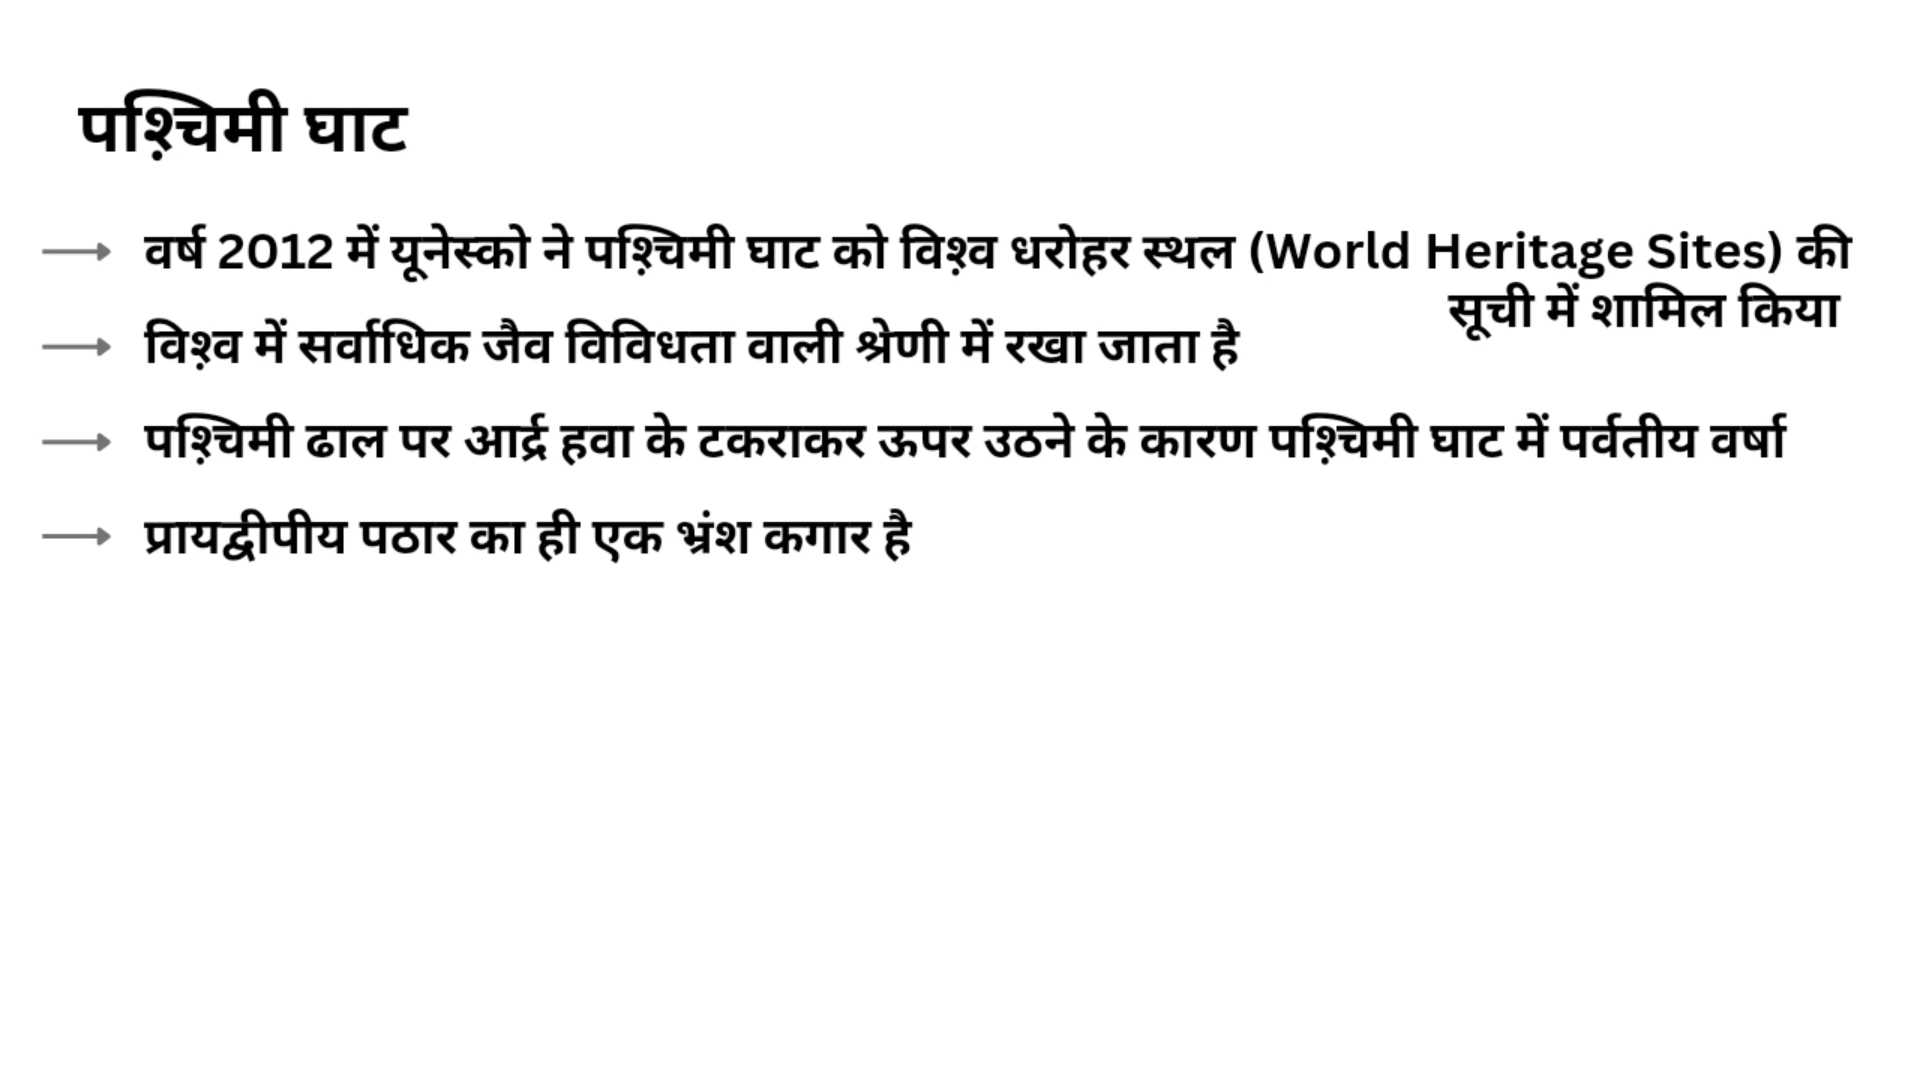 पश्चिमी घाट
वर्ष 2012 में यूनेस्को ने पश्चिमी घाट को विश्व धरोहर स्थल (World Heritage Sites) की
सूची में शामिल किया
विश्व में सर्वाधिक जैव विविधता वाली श्रेणी में रखा जाता है
पश्चिमी ढाल पर आर्द्र हवा के टकराकर ऊपर उठने के कारण पश्चिमी घाट में पर्वतीय वर्षा
प्रायद्वीपीय पठार का ही एक भ्रंश कगार है